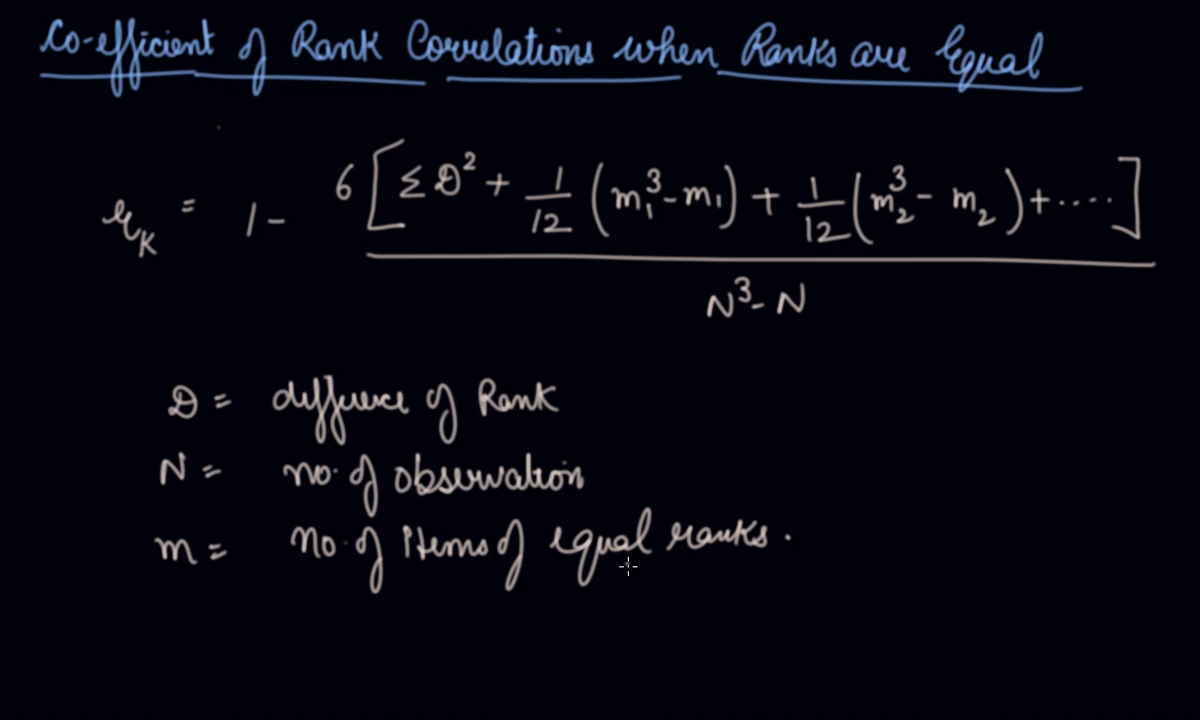 Co-efficient of Rank Correlations when Ranks are Equal
r_K = 1 - 6 [ΣD² + 1/12 (m₁³ - m₁) + 1/12 (m₂³ - m₂) + ....] / N³ - N
D = difference of Rank
N = no. of observation
m = no. of items of equal ranks.